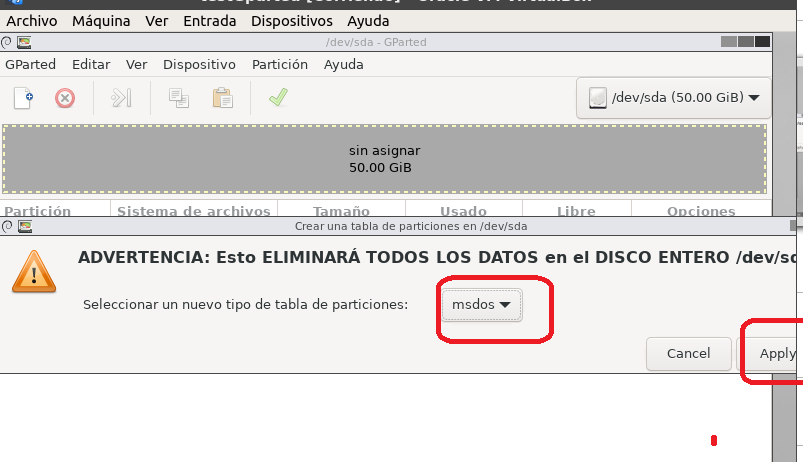 Archivo Máquina Ver Entrada Dispositivos Ayuda
/dev/sda - GParted
GParted Editar Ver Dispositivo Partición Ayuda
/dev/sda (50.00 GiB)
sin asignar
50.00 GiB
Partición Sistema de archivos Tamaño Usado Libre Opciones
Crear una tabla de particiones en /dev/sda
ADVERTENCIA: Esto ELIMINARÁ TODOS LOS DATOS en el DISCO ENTERO /dev/sd
Seleccionar un nuevo tipo de tabla de particiones: msdos
Cancel Apply